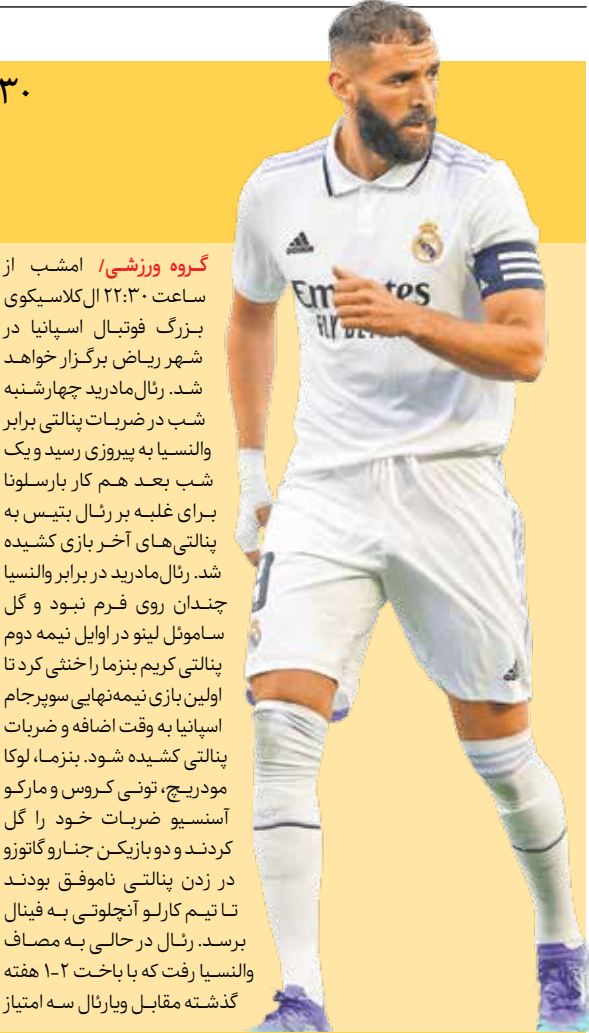 ۳۰
گروه ورزشی/ امشب از
ساعت ۲۲:۳۰ ال‌کلاسیکوی
بزرگ فوتبال اسپانیا در
شهر ریاض برگزار خواهد
شد. رئال‌مادرید چهارشنبه
شب در ضربات پنالتی برابر
والنسیا به پیروزی رسید و یک
شب بعد هم کار بارسلونا
برای غلبه بر رئال بتیس به
پنالتی‌های آخر بازی کشیده
شد. رئال‌مادرید در برابر والنسیا
چندان روی فرم نبود و گل
ساموئل لینو در اوایل نیمه دوم
پنالتی کریم بنزما را خنثی کرد تا
اولین بازی نیمه‌نهایی سوپرجام
اسپانیا به وقت اضافه و ضربات
پنالتی کشیده شود. بنزما، لوکا
مودریچ، تونی کروس و مارکو
آسنسیو ضربات خود را گل
کردند و دو بازیکن جنارو گاتوزو
در زدن پنالتی ناموفق بودند
تا تیم کارلو آنچلوتی به فینال
برسد. رئال در حالی به مصاف
والنسیا رفت که با باخت ۲-۱ هفته
گذشته مقابل ویارئال سه امتیاز
adidas
Em
tes
FLY